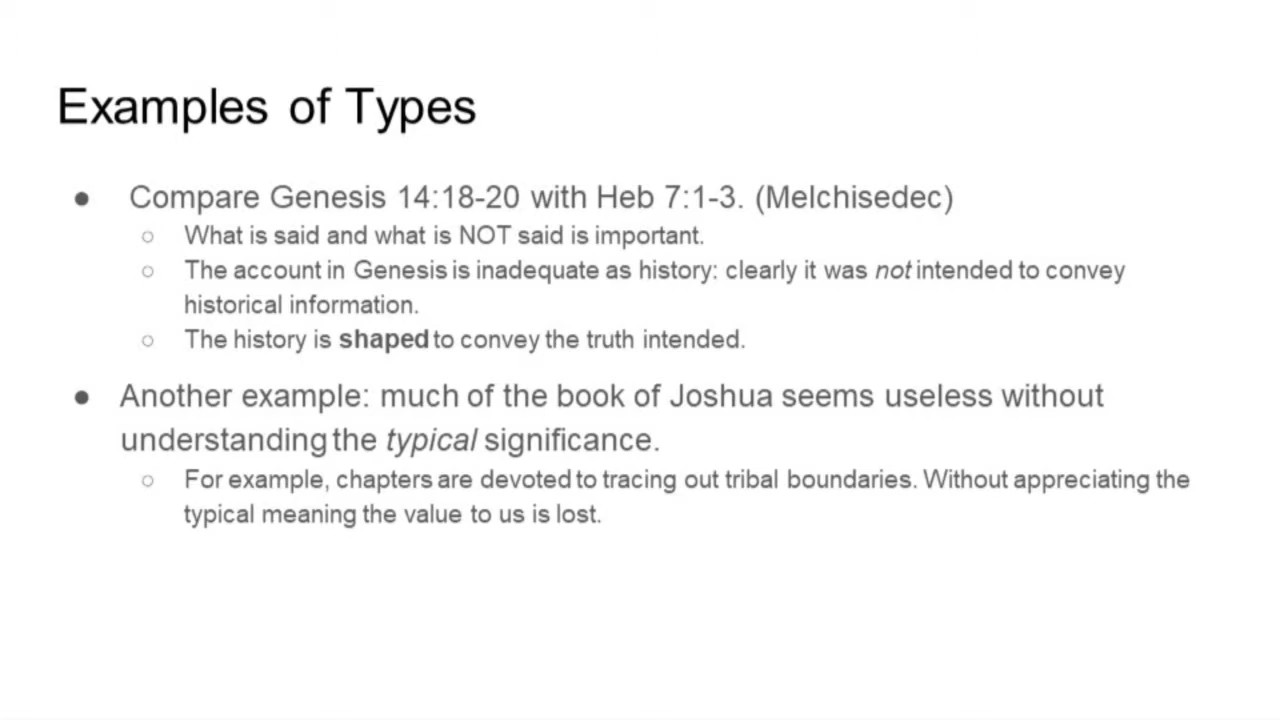 Examples of Types
● Compare Genesis 14:18-20 with Heb 7:1-3. (Melchisedec)
○ What is said and what is NOT said is important.
○ The account in Genesis is inadequate as history: clearly it was not intended to convey
historical information.
○ The history is shaped to convey the truth intended.
● Another example: much of the book of Joshua seems useless without
understanding the typical significance.
○ For example, chapters are devoted to tracing out tribal boundaries. Without appreciating the
typical meaning the value to us is lost.